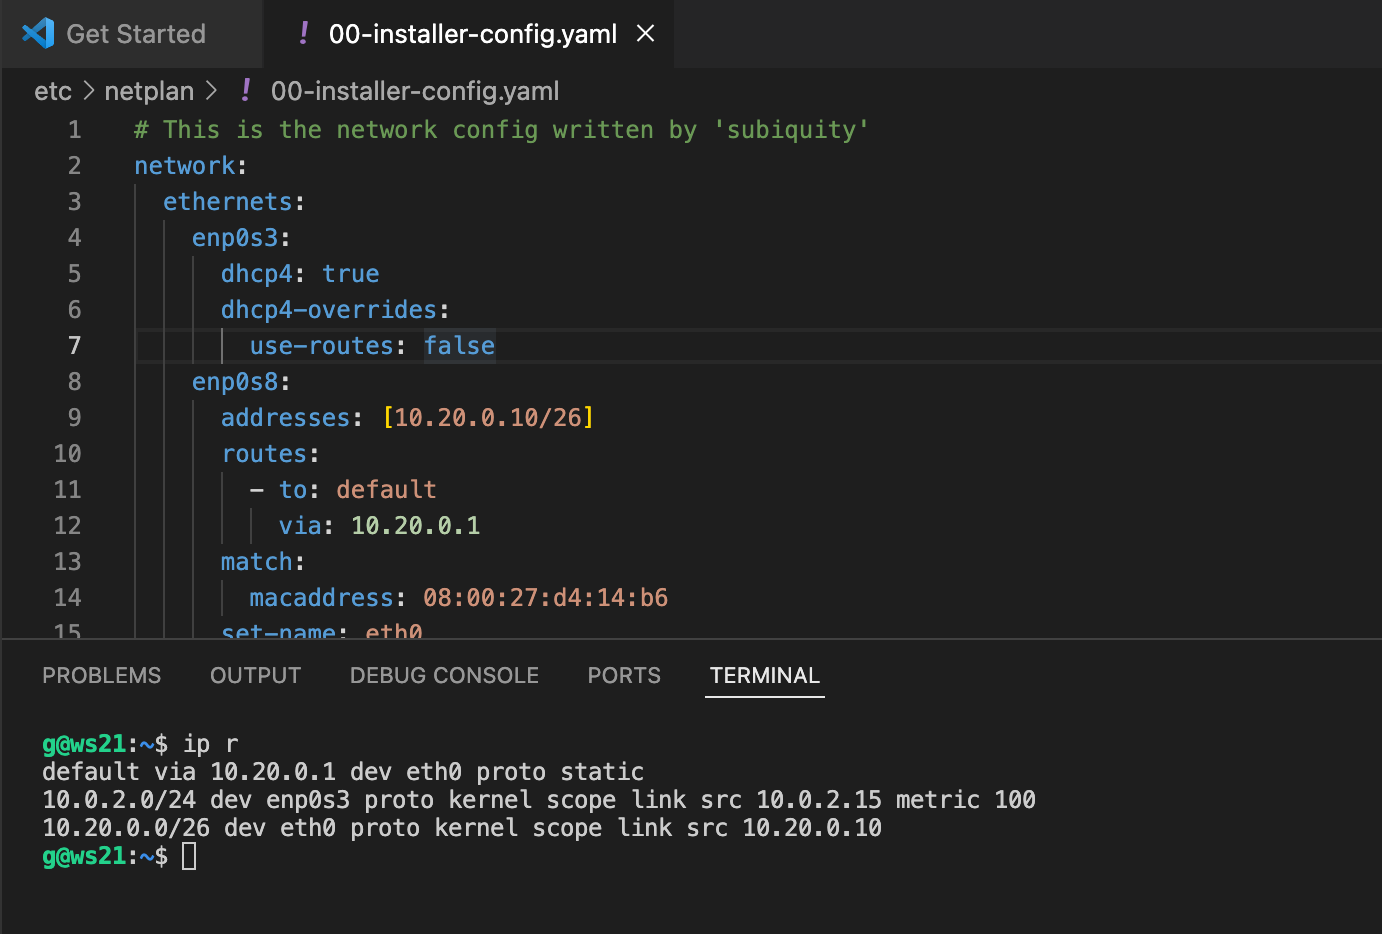 Get Started ! 00-installer-config.yaml ×
etc > netplan > ! 00-installer-config.yaml
1 # This is the network config written by 'subiquity'
2 network:
3 ethernets:
4 enp0s3:
5 dhcp4: true
6 dhcp4-overrides:
7 use-routes: false
8 enp0s8:
9 addresses: [10.20.0.10/26]
10 routes:
11 - to: default
12 via: 10.20.0.1
13 match:
14 macaddress: 08:00:27:d4:14:b6
15 set-name: eth0
PROBLEMS OUTPUT DEBUG CONSOLE PORTS TERMINAL
g@ws21:~$ ip r
default via 10.20.0.1 dev eth0 proto static
10.0.2.0/24 dev enp0s3 proto kernel scope link src 10.0.2.15 metric 100
10.20.0.0/26 dev eth0 proto kernel scope link src 10.20.0.10
g@ws21:~$